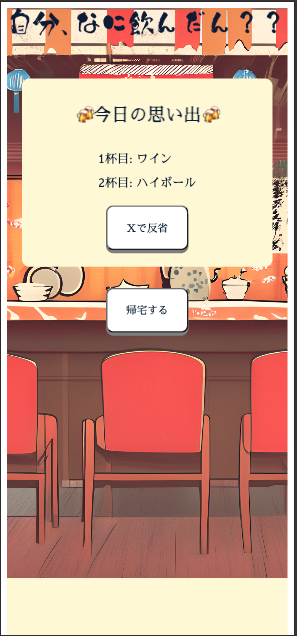 自分、なに飲んだん？？
🍻今日の思い出🍻
1杯目: ワイン
2杯目: ハイボール
Xで反省
帰宅する